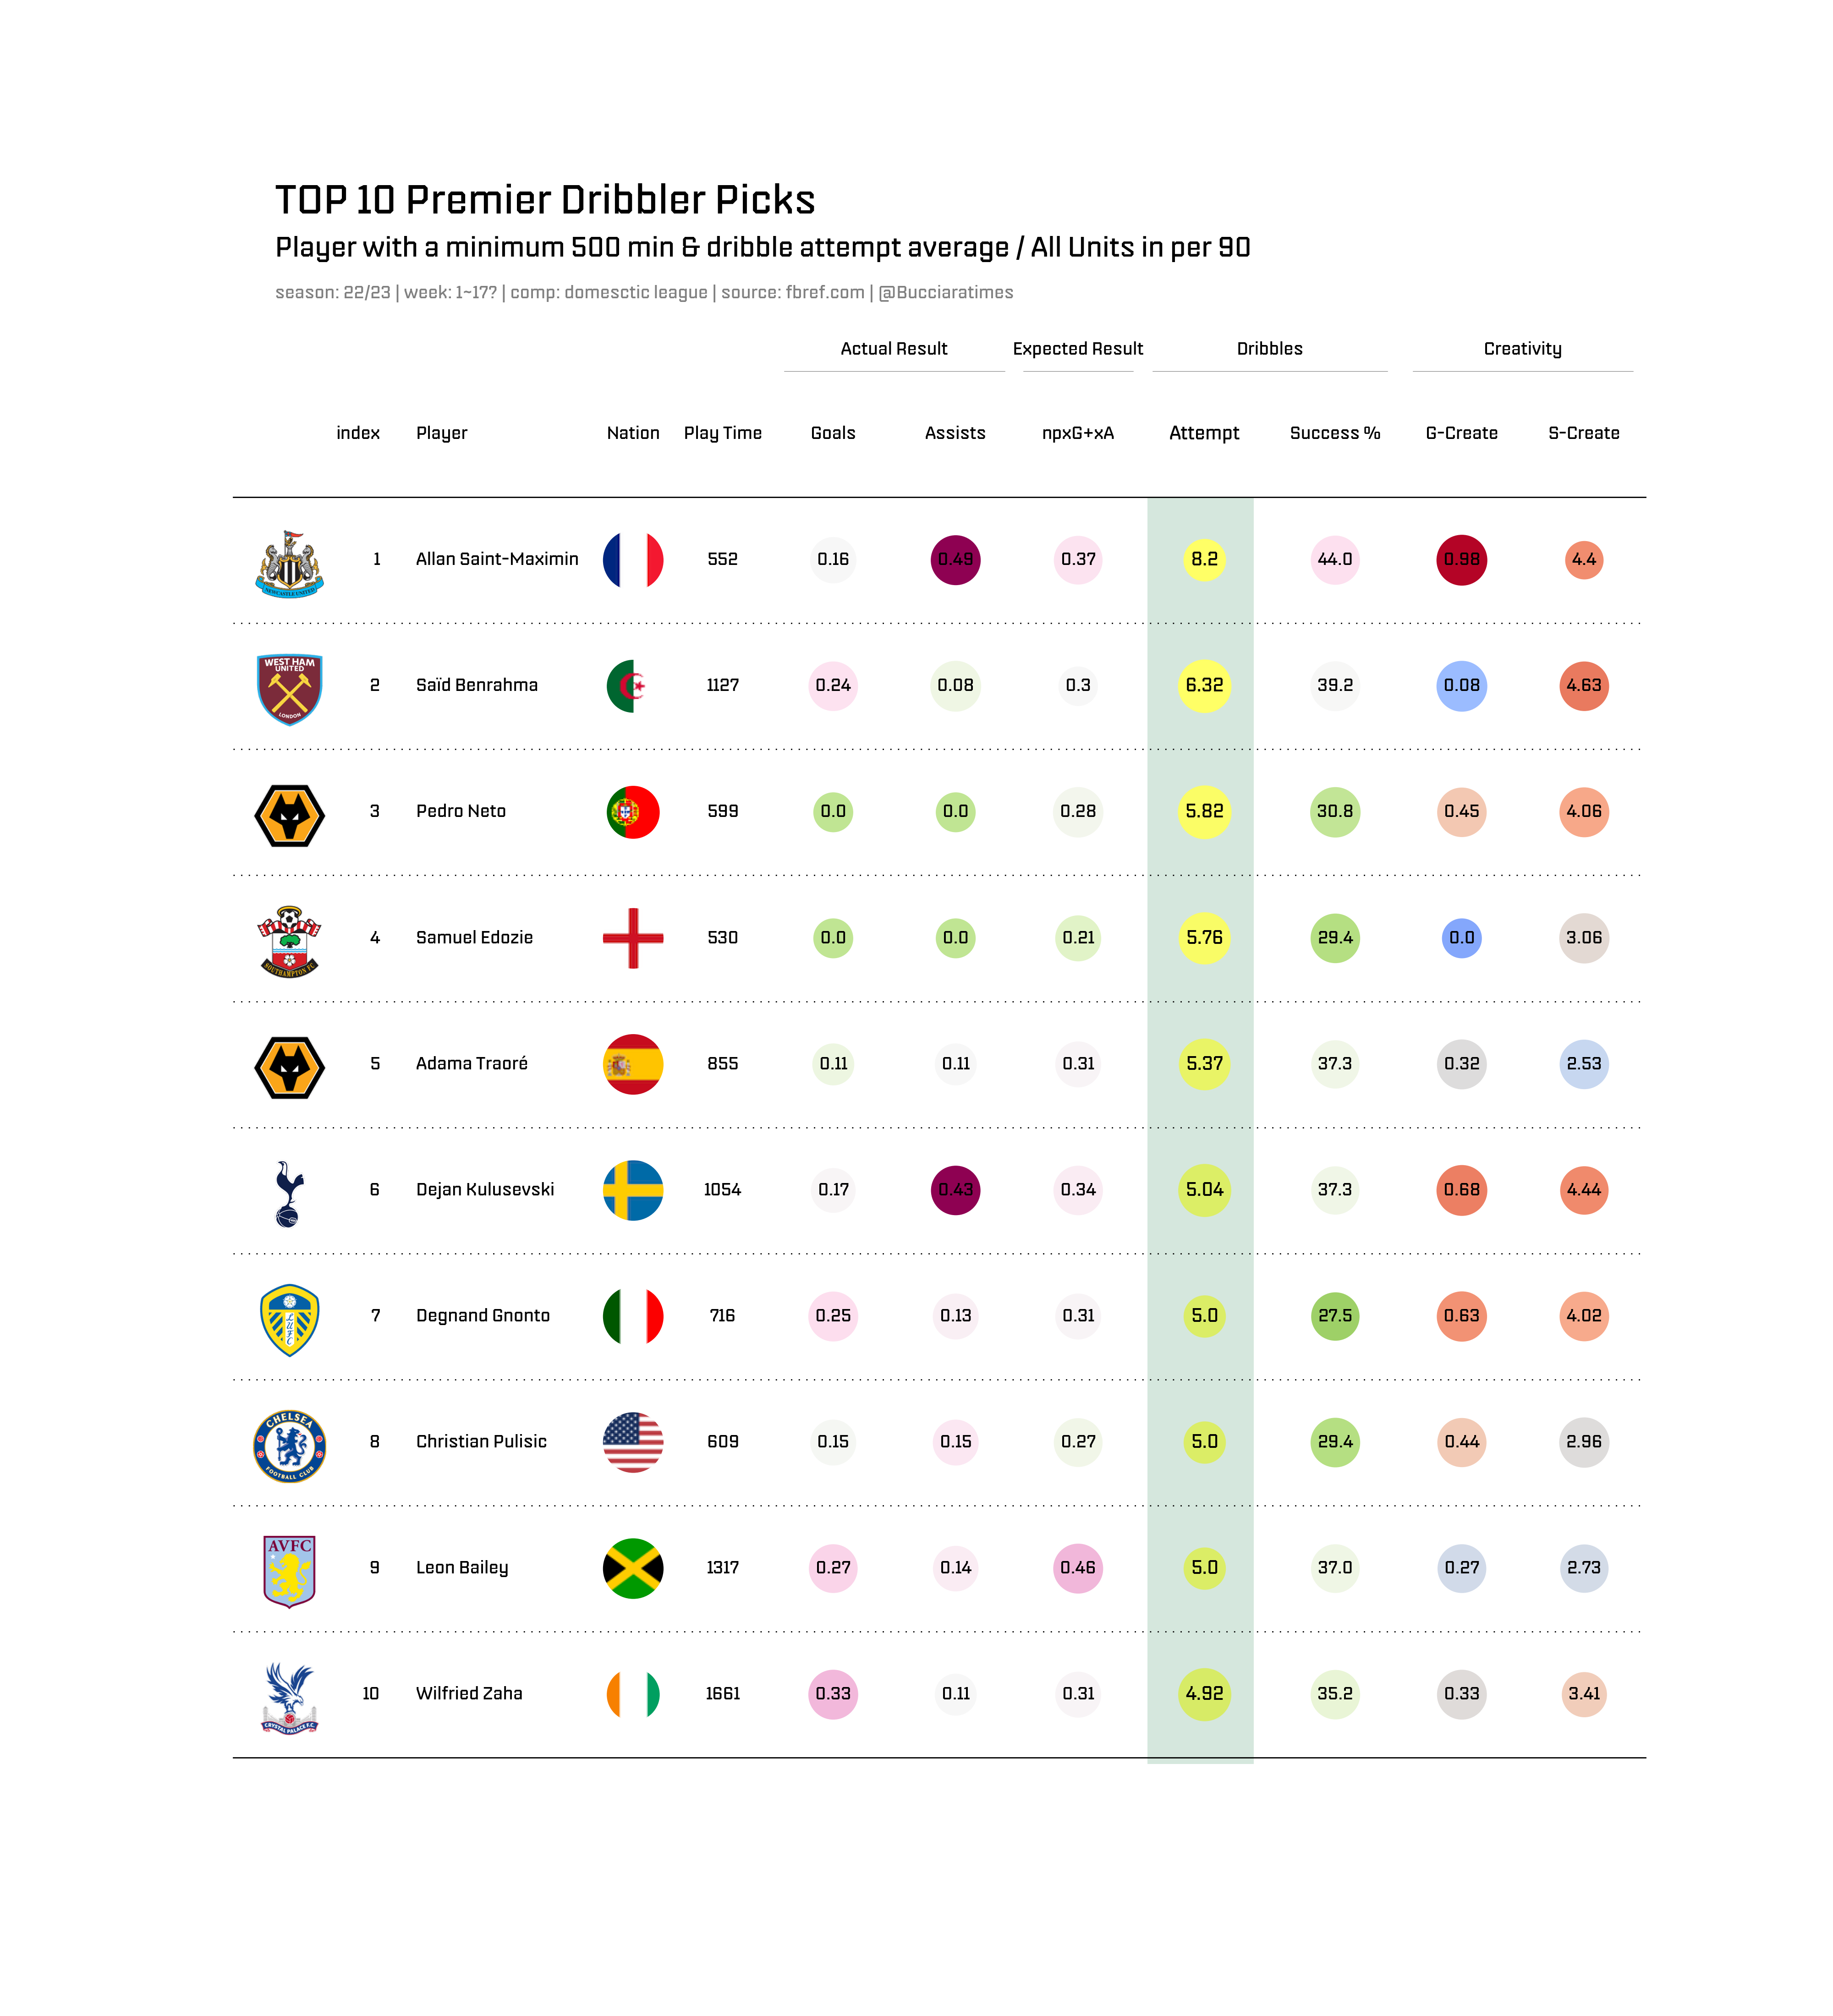 TOP 10 Premier Dribbler Picks
Player with a minimum 500 min & dribble attempt average / All Units in per 90
season: 22/23 | week: 1~17? | comp: domesctic league | source: fbref.com | @Bucciaratimes
Actual Result Expected Result Dribbles Creativity
index Player Nation Play Time Goals Assists npxG+xA Attempt Success % G-Create S-Create
NEWCASTLE UNITED
1 Allan Saint-Maximin 552 0.16 0.49 0.37 8.2 44.0 0.98 4.4
WEST HAM
UNITED
LONDON
2 Saïd Benrahma 1127 0.24 0.08 0.3 6.32 39.2 0.08 4.63
3 Pedro Neto 599 0.0 0.0 0.28 5.82 30.8 0.45 4.06
SOUTHAMPTON FC
4 Samuel Edozie 530 0.0 0.0 0.21 5.76 29.4 0.0 3.06
5 Adama Traoré 855 0.11 0.11 0.31 5.37 37.3 0.32 2.53
6 Dejan Kulusevski 1054 0.17 0.43 0.34 5.04 37.3 0.68 4.44
LUFC
7 Degnand Gnonto 716 0.25 0.13 0.31 5.0 27.5 0.63 4.02
CHELSEA
FOOTBALL CLUB
8 Christian Pulisic 609 0.15 0.15 0.27 5.0 29.4 0.44 2.96
AVFC
9 Leon Bailey 1317 0.27 0.14 0.46 5.0 37.0 0.27 2.73
CRYSTAL PALACE F.C.
10 Wilfried Zaha 1661 0.33 0.11 0.31 4.92 35.2 0.33 3.41